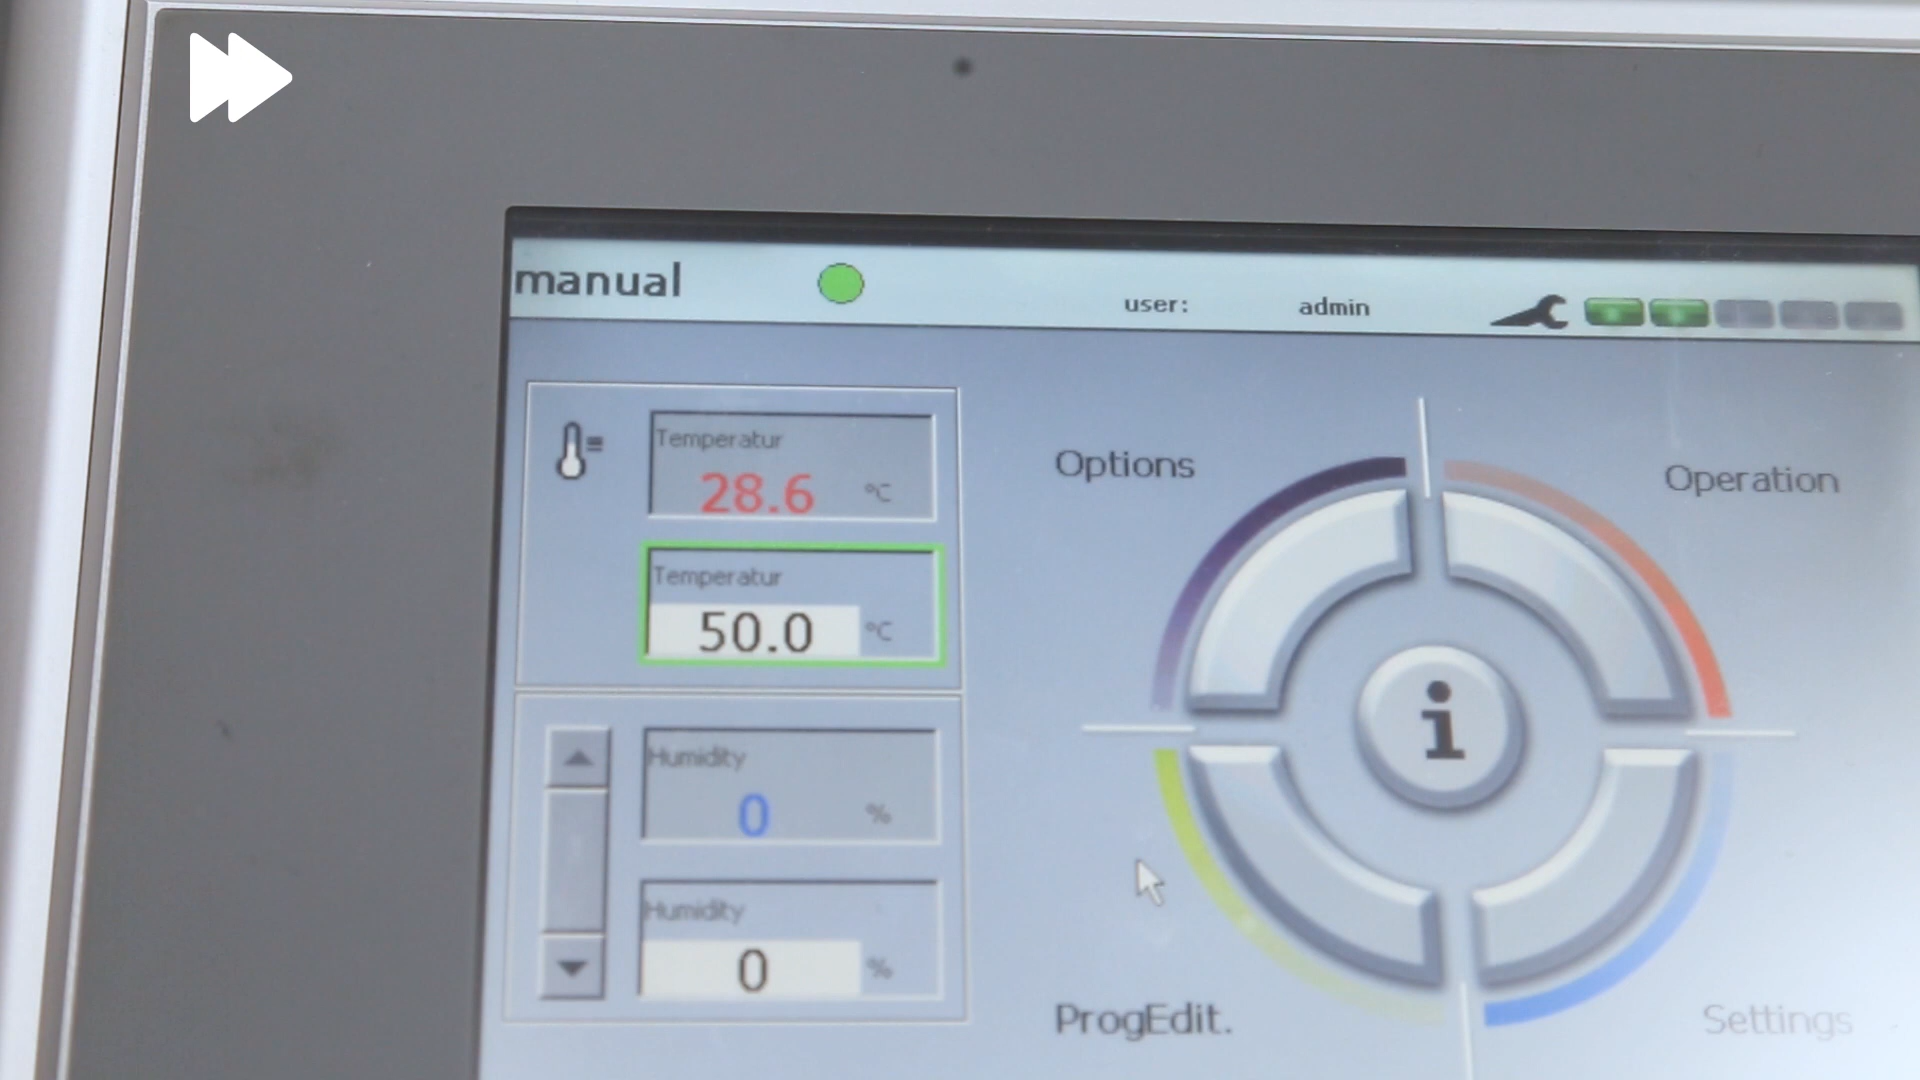 manual
user: admin
Temperatur
28.6 °C
Temperatur
50.0 °C
Humidity
0 %
Humidity
0 %
Options
Operation
i
ProgEdit.
Settings